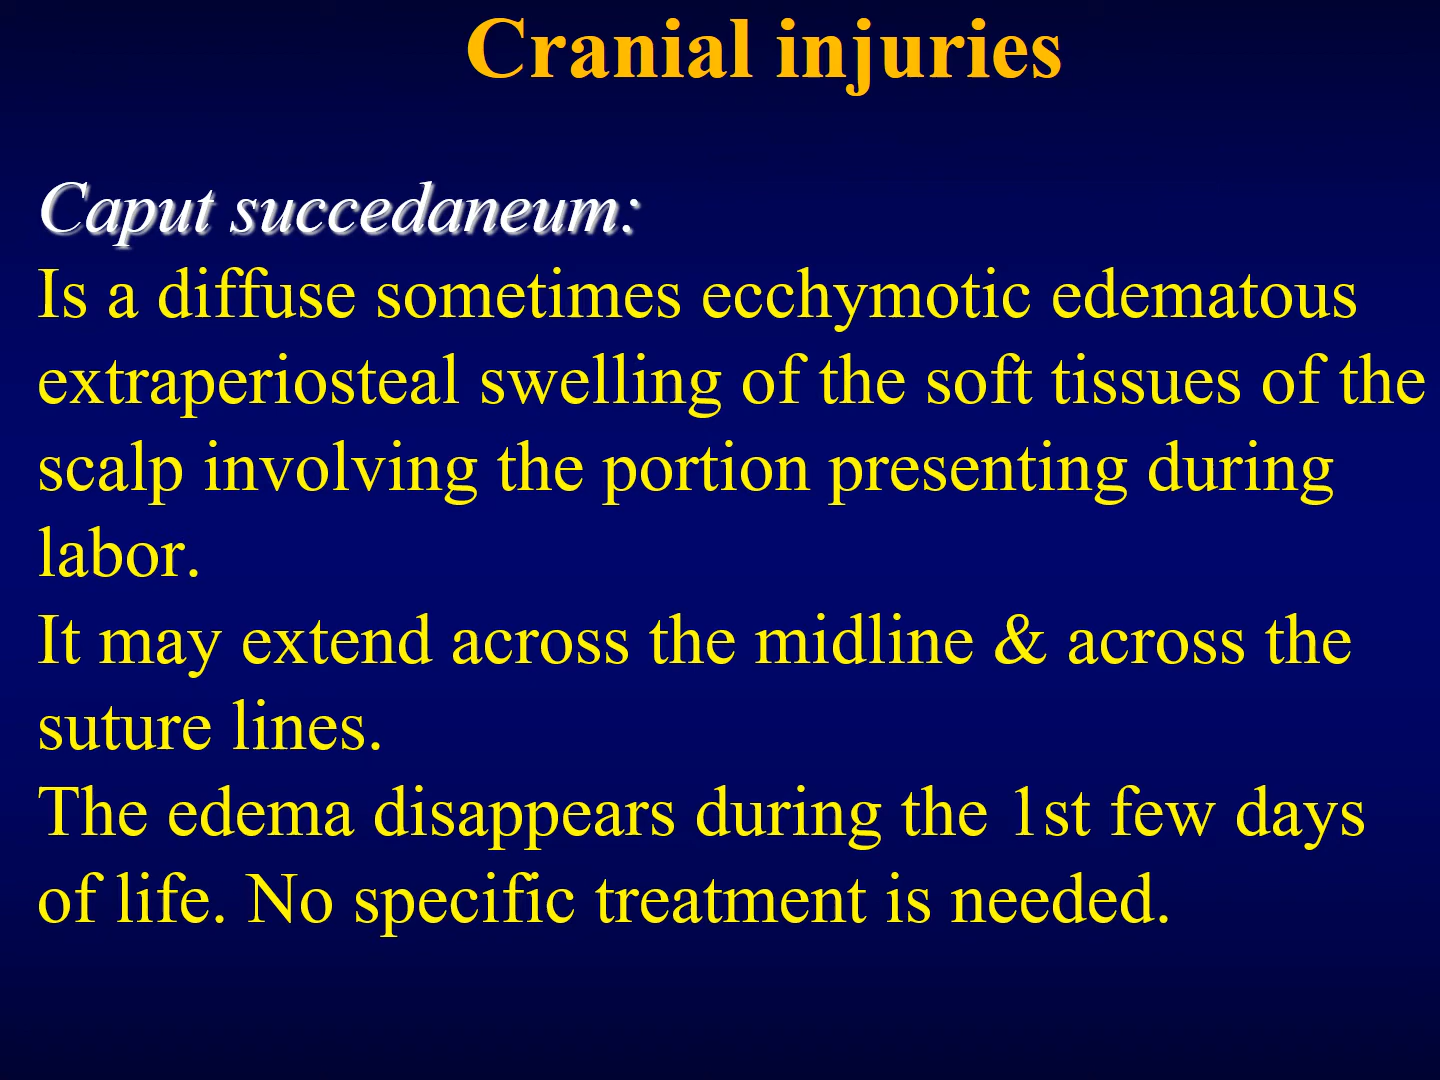 Cranial injuries
Caput succedaneum:
Is a diffuse sometimes ecchymotic edematous
extraperiosteal swelling of the soft tissues of the
scalp involving the portion presenting during
labor.
It may extend across the midline & across the
suture lines.
The edema disappears during the 1st few days
of life. No specific treatment is needed.